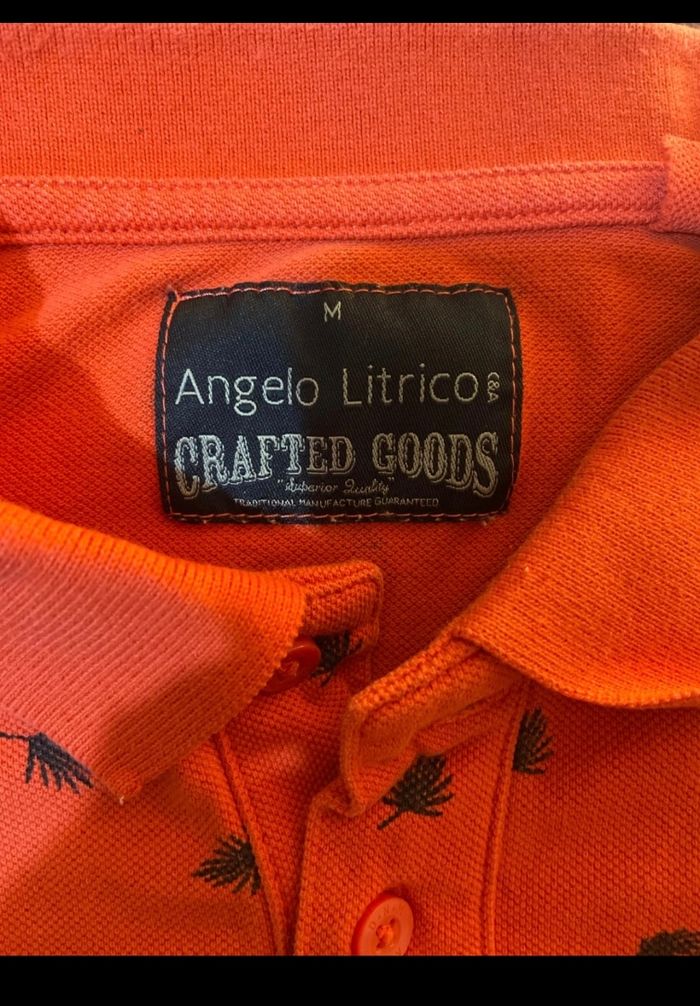 M
Angelo Litrico C&A
CRAFTED GOODS
"Superior Quality"
TRADITIONAL MANUFACTURE GUARANTEED